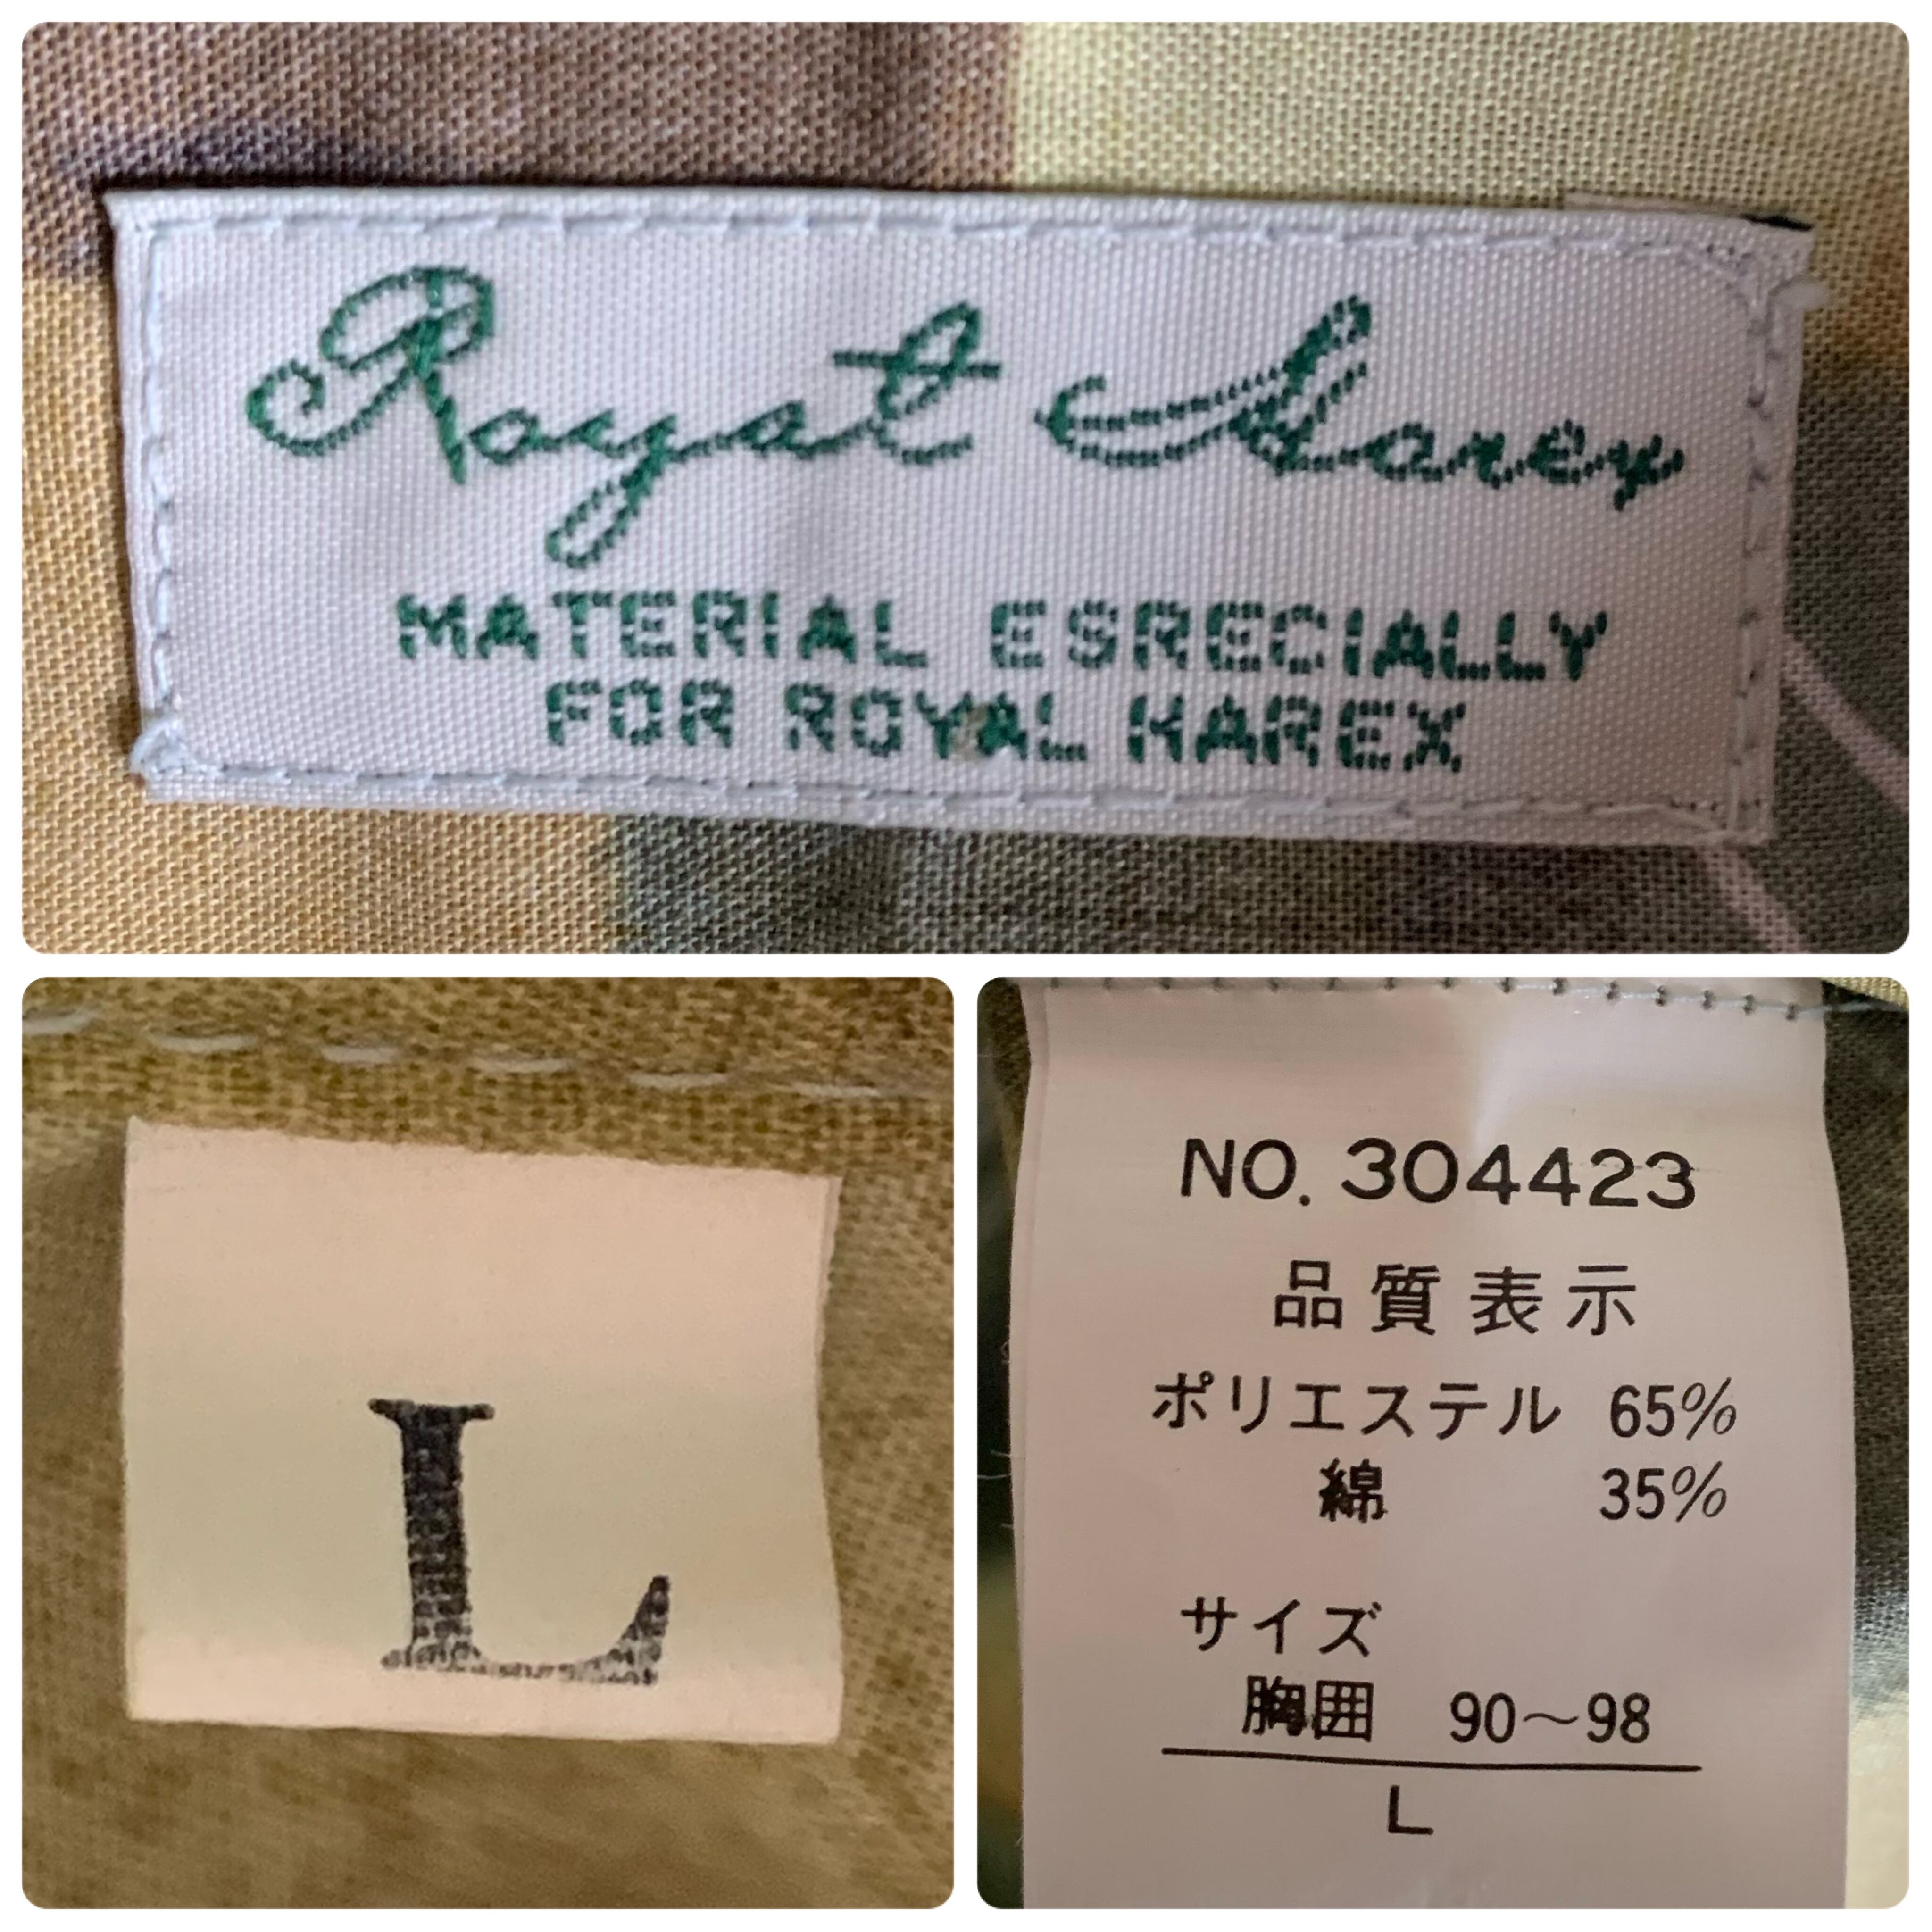 Royat Harex
MATERIAL ESRECIALLY
FOR ROYAL HAREX
L
NO. 304423
品質表示
ポリエステル 65%
綿 35%
サイズ
胸囲 90〜98
L